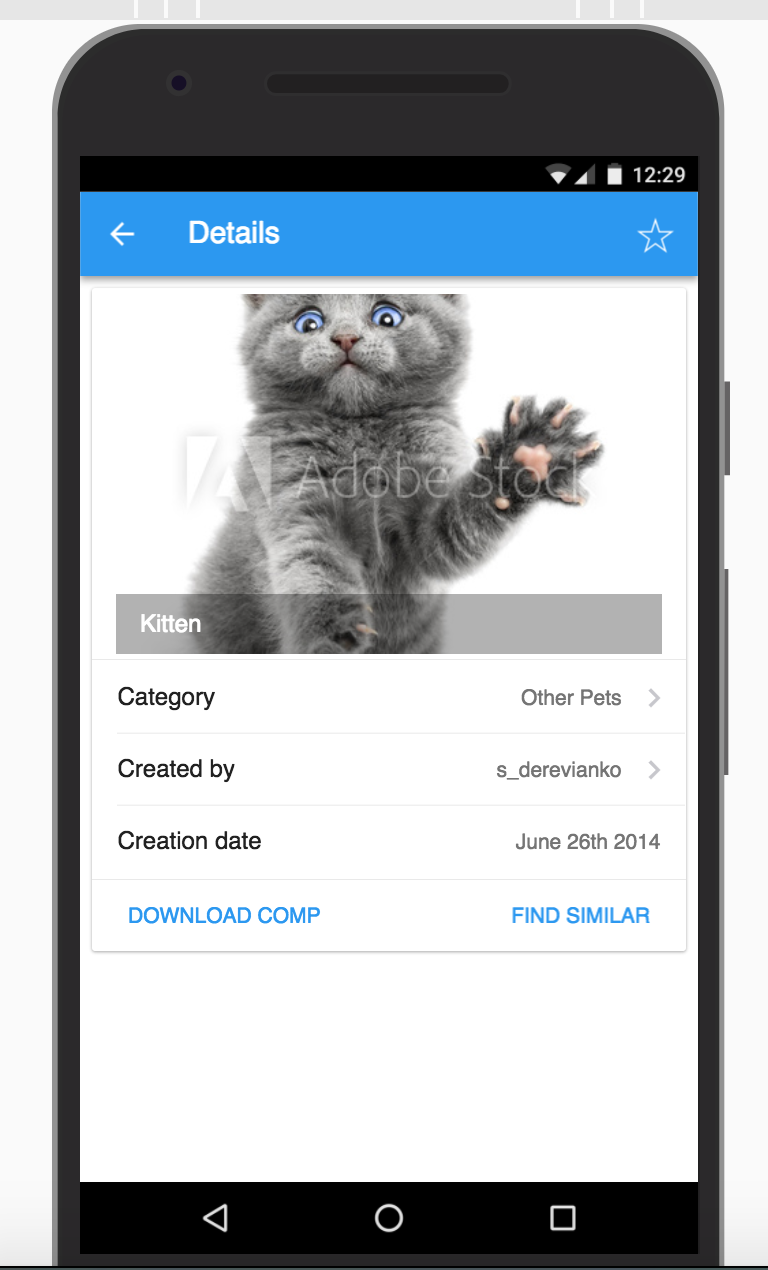 12:29
Details
Adobe Stock
Kitten
Category Other Pets
Created by s_derevianko
Creation date June 26th 2014
DOWNLOAD COMP FIND SIMILAR